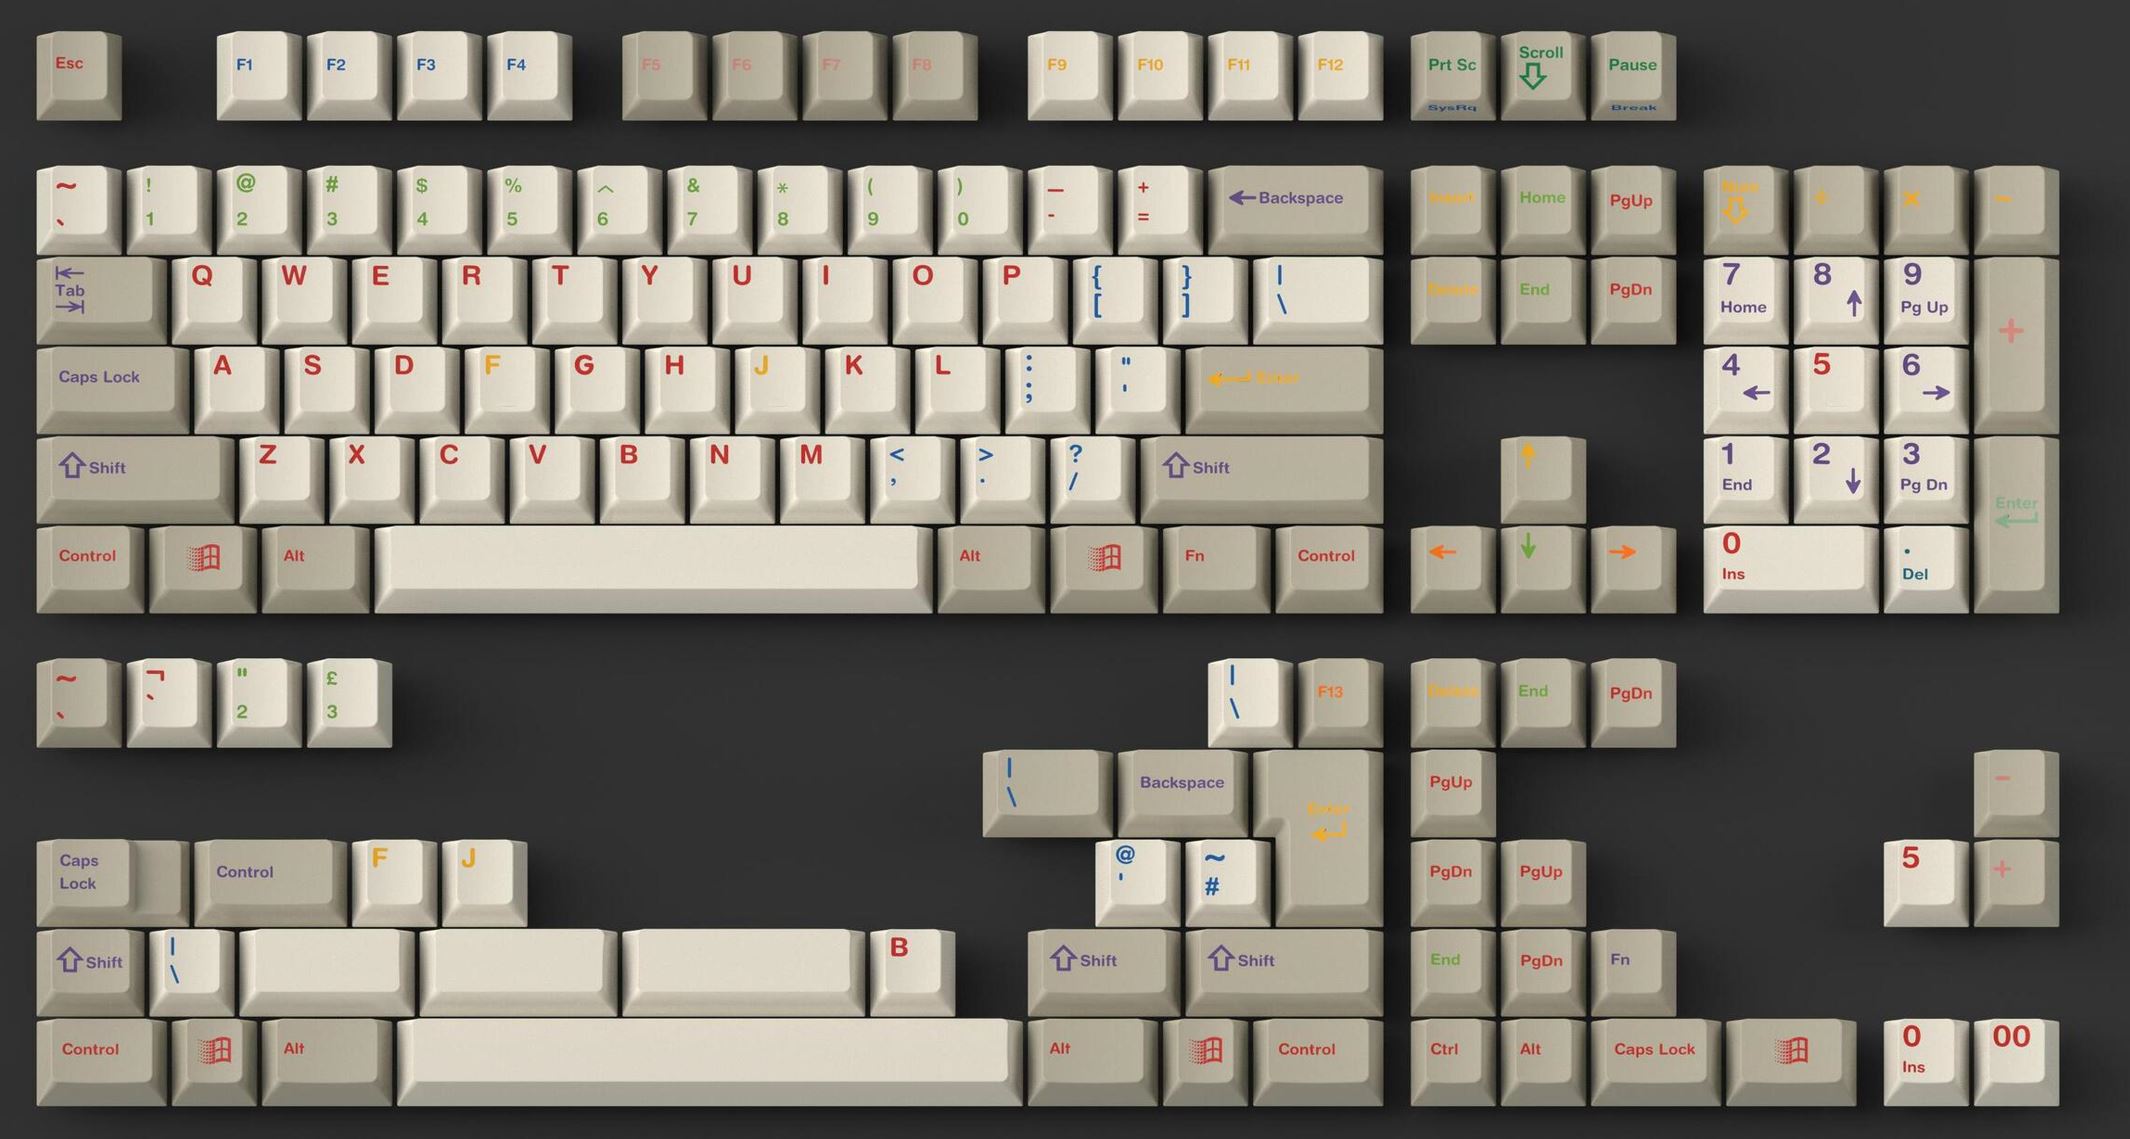 Esc F1 F2 F3 F4 F5 F6 F7 F8 F9 F10 F11 F12 Prt Sc Scroll Pause
SysRq Break
~ ! @ # $ % ^ & * ( ) — + ← Backspace Insert Home PgUp Num ÷ × −
` 1 2 3 4 5 6 7 8 9 0 - =
Tab Q W E R T Y U I O P { } | Delete End PgDn 7 8 9 +
[ ] \ Home ↑ Pg Up
Caps Lock A S D F G H J K L : " Enter 4 5 6
; ' ← →
Shift Z X C V B N M < > ? Shift ↑ 1 2 3 Enter
, . / End ↓ Pg Dn
Control Alt Alt Fn Control ← ↓ → 0 .
Ins Del
~ ¬ " £ | F13 Delete End PgDn
` ` 2 3 \
| Backspace Enter PgUp −
\
Caps Control F J @ ~ PgDn PgUp 5 +
Lock ' #
Shift | B Shift Shift End PgDn Fn
\
Control Alt Alt Control Ctrl Alt Caps Lock 0 00
Ins